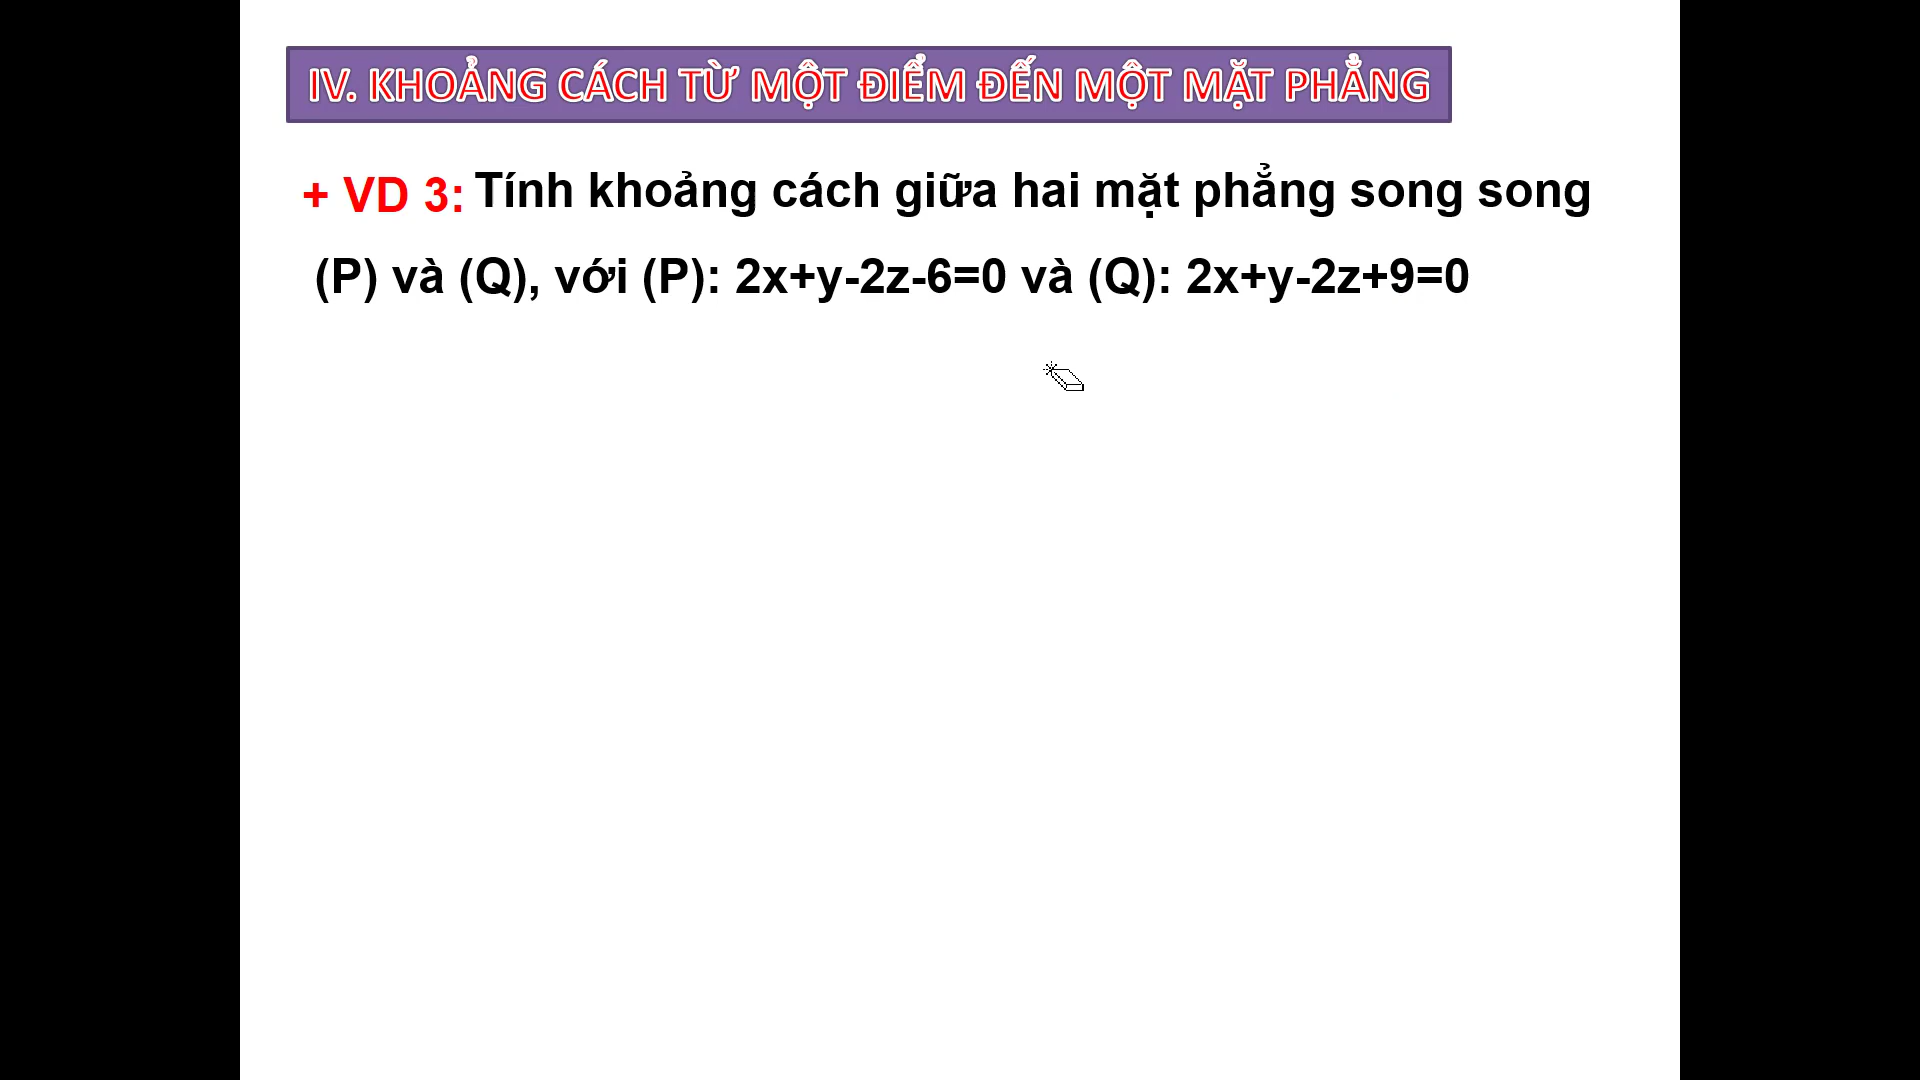 IV. KHOẢNG CÁCH TỪ MỘT ĐIỂM ĐẾN MỘT MẶT PHẲNG
+ VD 3: Tính khoảng cách giữa hai mặt phẳng song song
(P) và (Q), với (P): 2x+y-2z-6=0 và (Q): 2x+y-2z+9=0